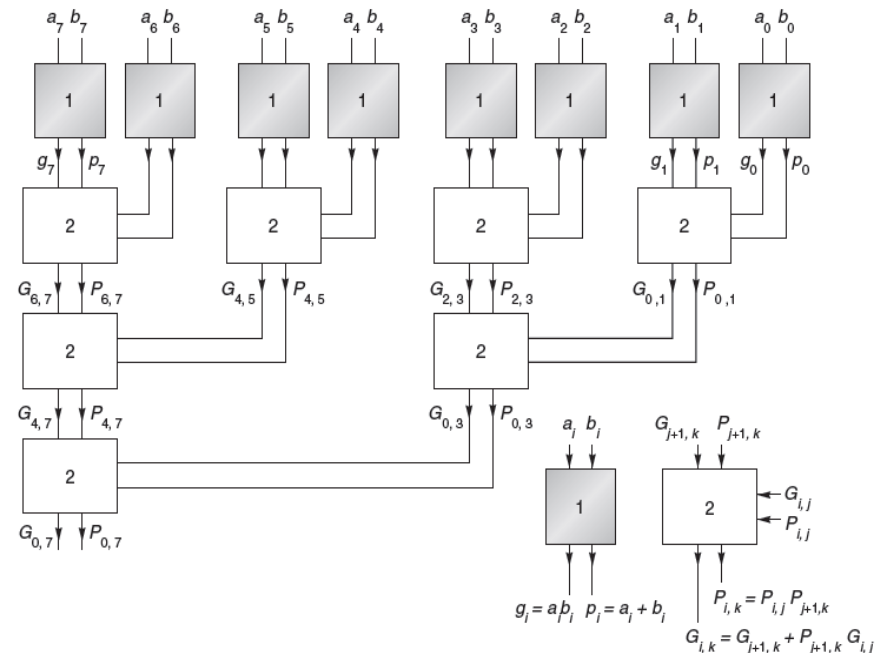 a7 b7 a6 b6 a5 b5 a4 b4 a3 b3 a2 b2 a1 b1 a0 b0
1 1 1 1 1 1 1 1
g7 p7 g1 p1 g0 p0
2 2 2 2
G6, 7 P6, 7 G4, 5 P4, 5 G2, 3 P2, 3 G0, 1 P0, 1
2 2
G4, 7 P4, 7 G0, 3 P0, 3
2
G0, 7 P0, 7
ai bi
1
gi = aibi pi = ai + bi
Gj+1, k Pj+1, k
2
Gi, j
Pi, j
Pi, k = Pi, j Pj+1,k
Gi, k = Gj+1, k + Pj+1, k Gi, j